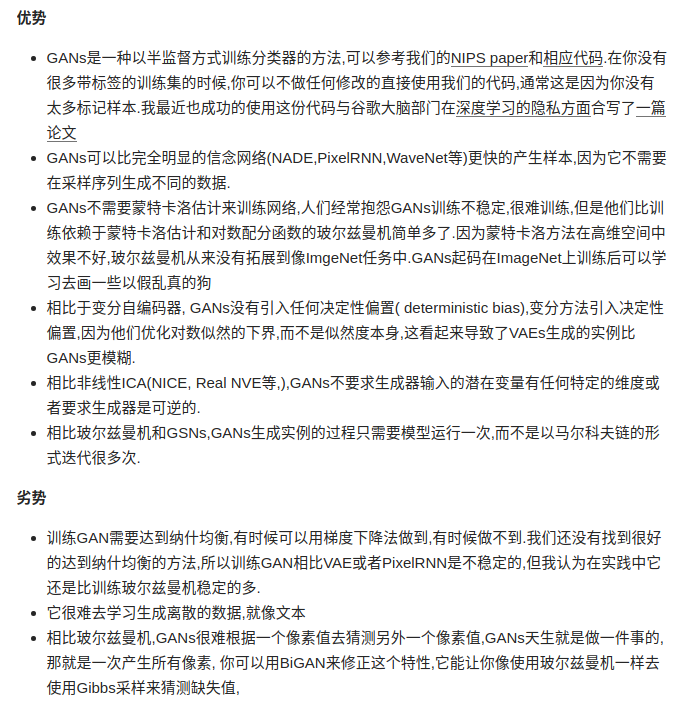 优势
GANs是一种以半监督方式训练分类器的方法,可以参考我们的NIPS paper和相应代码.在你没有
很多带标签的训练集的时候,你可以不做任何修改的直接使用我们的代码,通常这是因为你没有
太多标记样本.我最近也成功的使用这份代码与谷歌大脑部门在深度学习的隐私方面合写了一篇
论文
GANs可以比完全明显的信念网络(NADE,PixelRNN,WaveNet等)更快的产生样本,因为它不需要
在采样序列生成不同的数据.
GANs不需要蒙特卡洛估计来训练网络,人们经常抱怨GANs训练不稳定,很难训练,但是他们比训
练依赖于蒙特卡洛估计和对数配分函数的玻尔兹曼机简单多了.因为蒙特卡洛方法在高维空间中
效果不好,玻尔兹曼机从来没有拓展到像ImgeNet任务中.GANs起码在ImageNet上训练后可以学
习去画一些以假乱真的狗
相比于变分自编码器, GANs没有引入任何决定性偏置( deterministic bias),变分方法引入决定性
偏置,因为他们优化对数似然的下界,而不是似然度本身,这看起来导致了VAEs生成的实例比
GANs更模糊.
相比非线性ICA(NICE, Real NVE等,),GANs不要求生成器输入的潜在变量有任何特定的维度或
者要求生成器是可逆的.
相比玻尔兹曼机和GSNs,GANs生成实例的过程只需要模型运行一次,而不是以马尔科夫链的形
式迭代很多次.
劣势
训练GAN需要达到纳什均衡,有时候可以用梯度下降法做到,有时候做不到.我们还没有找到很好
的达到纳什均衡的方法,所以训练GAN相比VAE或者PixelRNN是不稳定的,但我认为在实践中它
还是比训练玻尔兹曼机稳定的多.
它很难去学习生成离散的数据,就像文本
相比玻尔兹曼机,GANs很难根据一个像素值去猜测另外一个像素值,GANs天生就是做一件事的,
那就是一次产生所有像素, 你可以用BiGAN来修正这个特性,它能让你像使用玻尔兹曼机一样去
使用Gibbs采样来猜测缺失值,